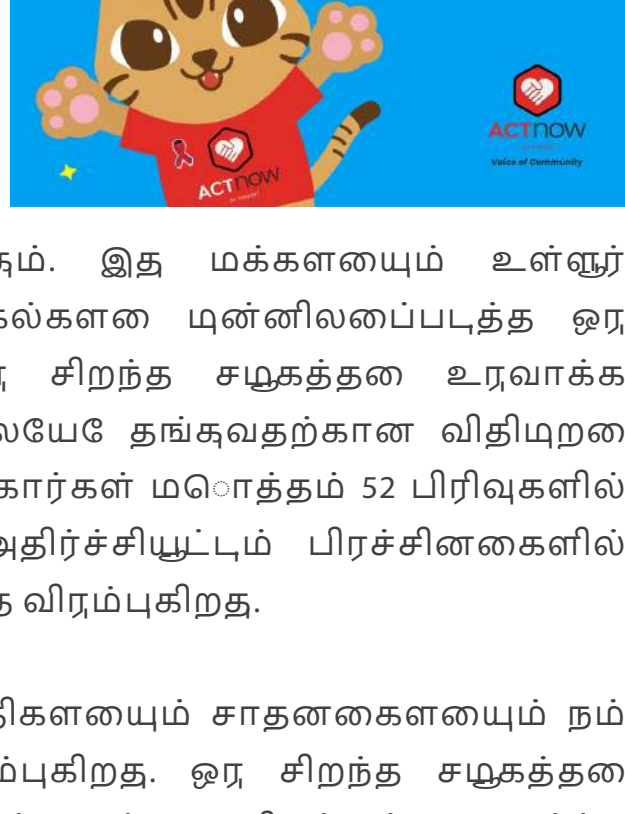 ACTnow
ACTnow
Voice of Community
கும். இது மக்களையும் உள்ளூர்
கல்களை முன்னிலைப்படுத்த ஒரு
சிறந்த சமூகத்தை உருவாக்க
லேயே தங்குவதற்கான விதிமுறை
கார்கள் மொத்தம் 52 பிரிவுகளில்
அதிர்ச்சியூட்டும் பிரச்சினைகளில்
த விரும்புகிறது.
திகளையும் சாதனைகளையும் நம்
ம்புகிறது. ஒரு சிறந்த சமூகத்தை